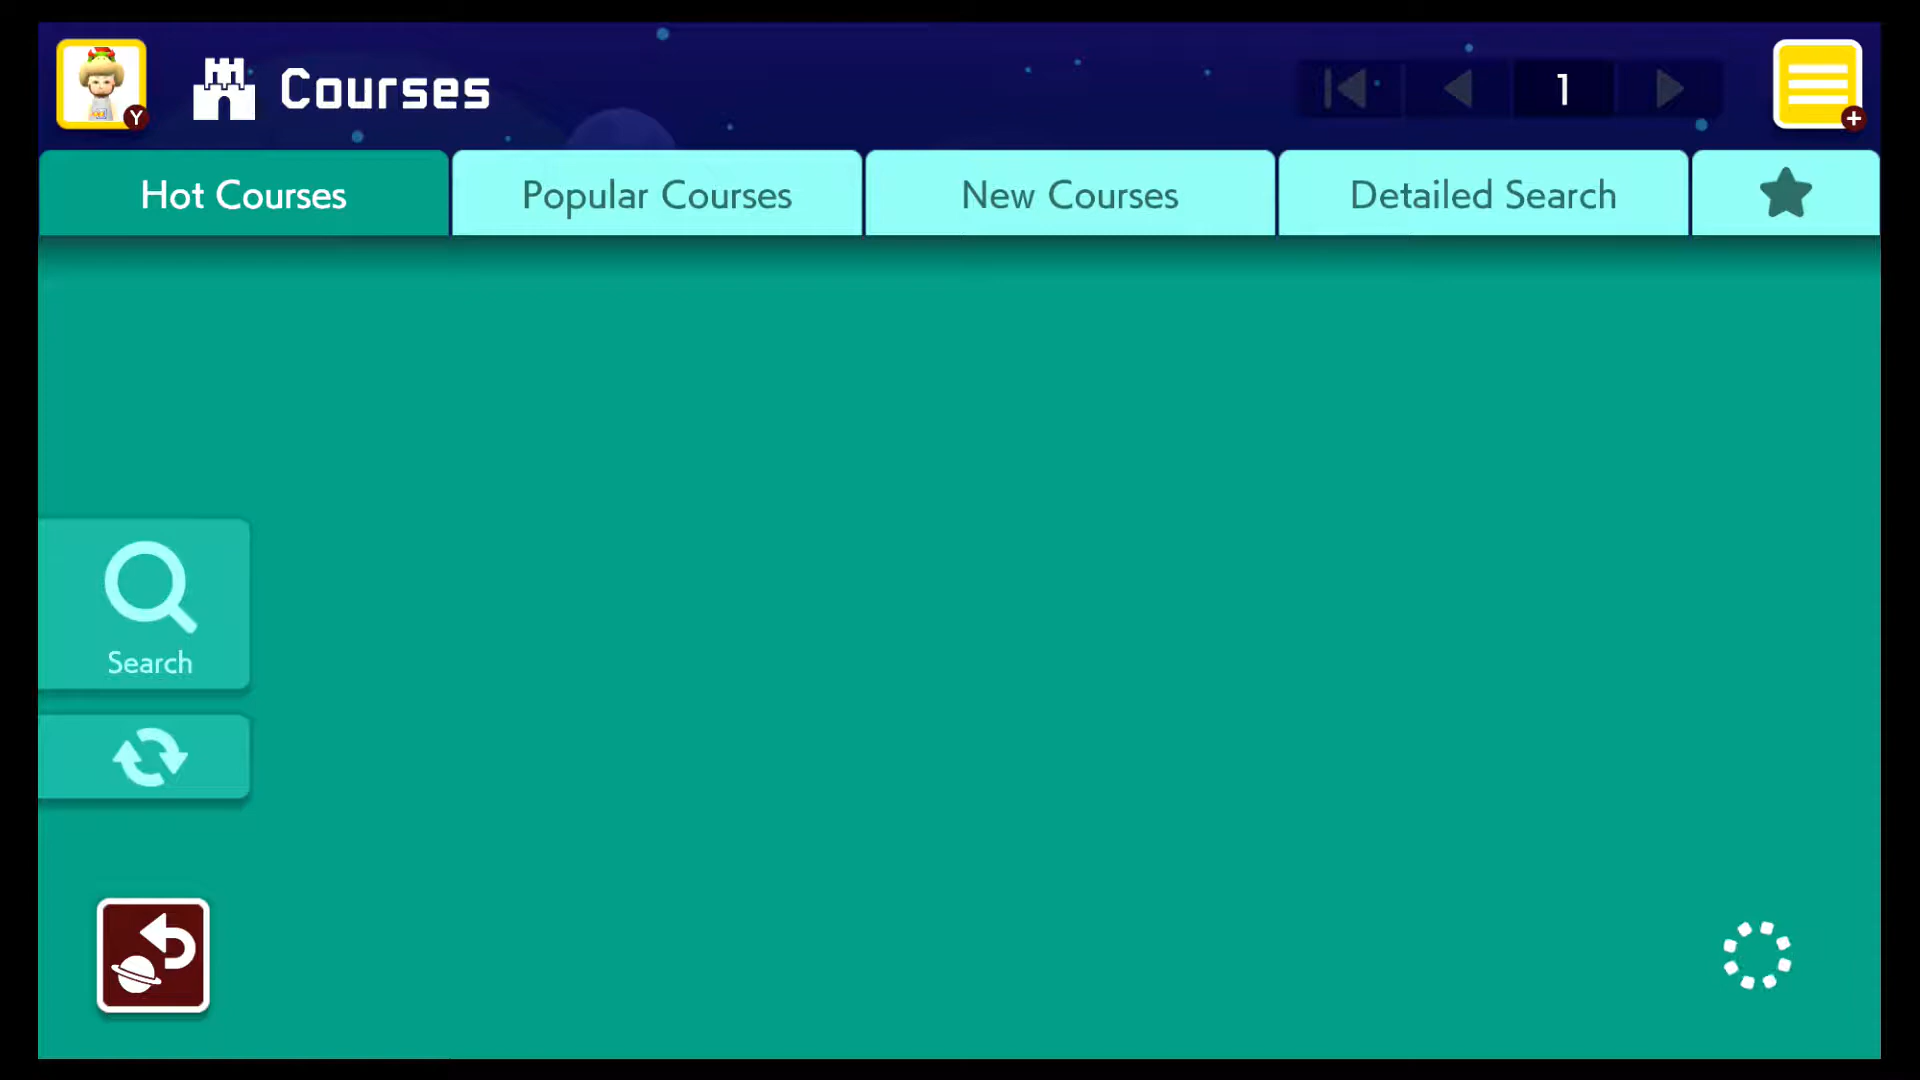 Y
Courses
1
+
Hot Courses
Popular Courses
New Courses
Detailed Search
Search